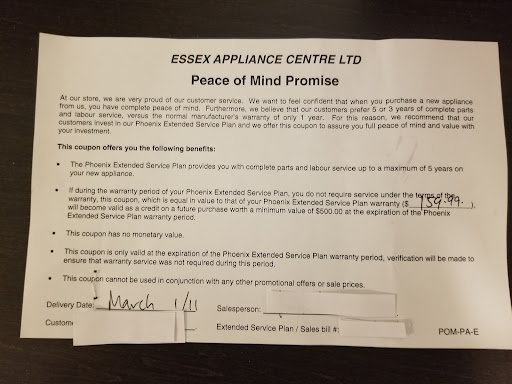 ESSEX APPLIANCE CENTRE LTD
Peace of Mind Promise
At our store, we are very proud of our customer service. We want to feel confident that when you purchase a new appliance
from us, you have complete peace of mind. Furthermore, we believe that our customers prefer 5 or 3 years of complete parts
and labour service, versus the normal manufacturer's warranty of only 1 year. For this reason, we recommend that our
customers invest in our Phoenix Extended Service Plan and we offer this coupon to assure you full peace of mind and value with
your investment.
This coupon offers you the following benefits:
• The Phoenix Extended Service Plan provides you with complete parts and labour service up to a maximum of 5 years on
your new appliance.
• If during the warranty period of your Phoenix Extended Service Plan, you do not require service under the terms of the
warranty, this coupon, which is equal in value to that of your Phoenix Extended Service Plan warranty ($ 159.99. ),
will become valid as a credit on a future purchase worth a minimum value of $500.00 at the expiration of the Phoenix
Extended Service Plan warranty period.
• This coupon has no monetary value.
• This coupon is only valid at the expiration of the Phoenix Extended Service Plan warranty period, verification will be made to
ensure that warranty service was not required during this period.
• This coupon cannot be used in conjunction with any other promotional offers or sale prices.
Delivery Date: March 1/11 Salesperson:
Custome Extended Service Plan / Sales bill #: POM-PA-E